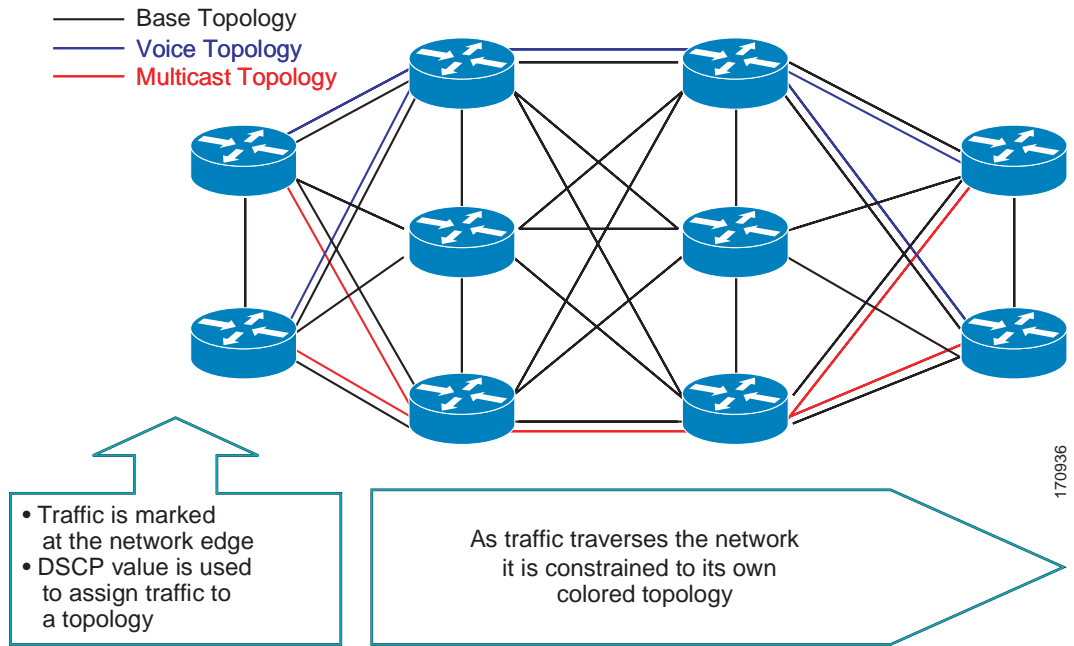 Base Topology
Voice Topology
Multicast Topology
170936
• Traffic is marked
at the network edge
• DSCP value is used
to assign traffic to
a topology
As traffic traverses the network
it is constrained to its own
colored topology